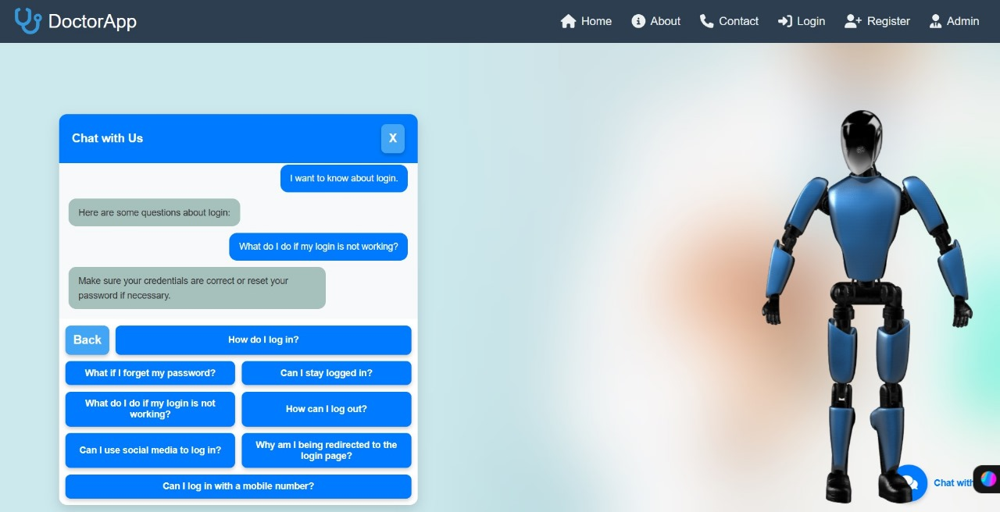 DoctorApp
Home
About
Contact
Login
Register
Admin
Chat with Us
X
I want to know about login.
Here are some questions about login:
What do I do if my login is not working?
Make sure your credentials are correct or reset your
password if necessary.
Back
How do I log in?
What if I forget my password?
Can I stay logged in?
What do I do if my login is not
working?
How can I log out?
Can I use social media to log in?
Why am I being redirected to the
login page?
Can I log in with a mobile number?
Chat with